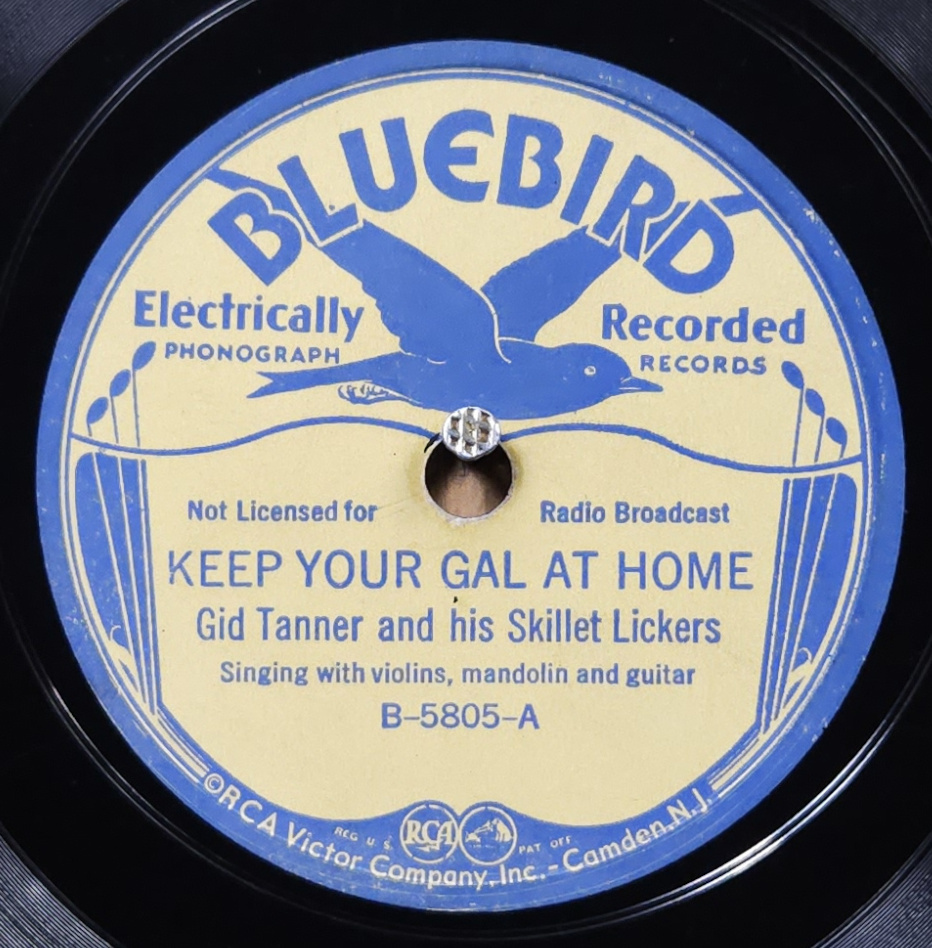 BLUEBIRD
Electrically Recorded
PHONOGRAPH RECORDS
Not Licensed for Radio Broadcast
KEEP YOUR GAL AT HOME
Gid Tanner and his Skillet Lickers
Singing with violins, mandolin and guitar
B-5805-A
REG U.S. RCA PAT OFF
©RCA Victor Company, Inc.-Camden, N.J.